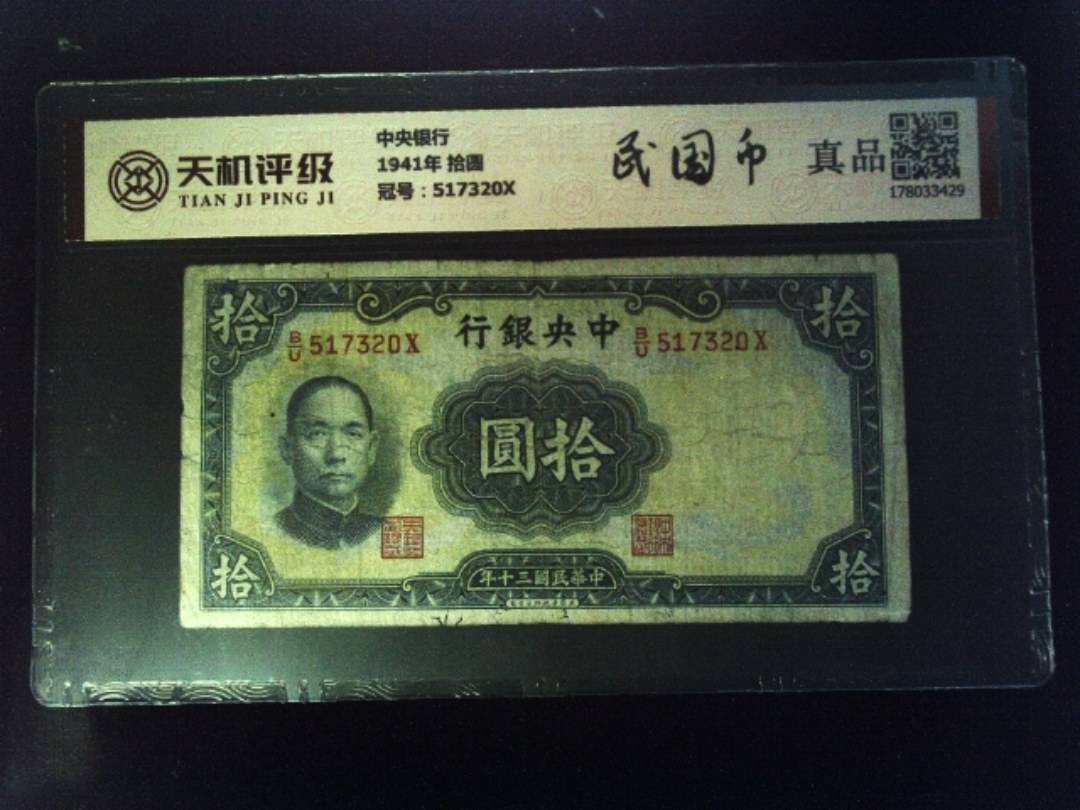 天机评级
TIAN JI PING JI
中央银行
1941年 拾圆
冠号：517320X
民国币
真品
178033429
拾
拾
行銀央中
B/U 517320X
B/U 517320X
圓拾
拾
拾
年十三國民華中